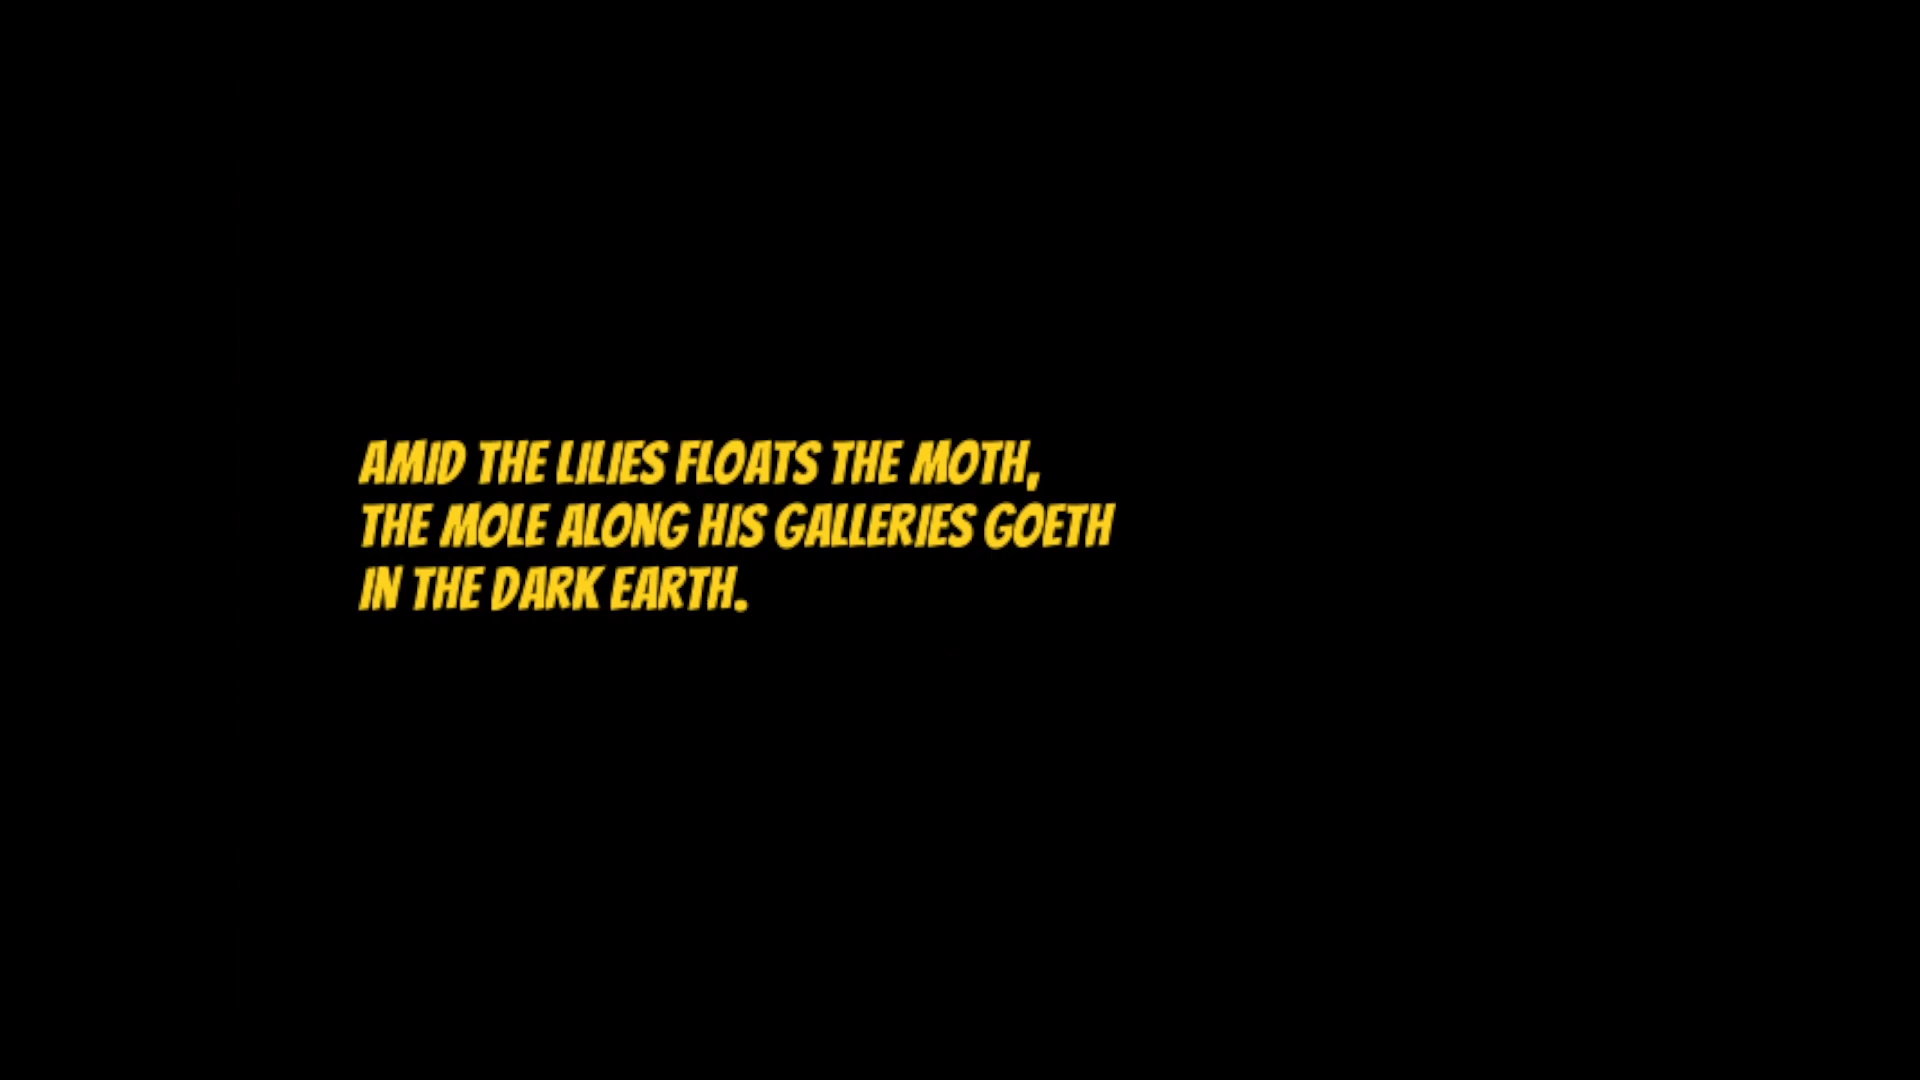 AMID THE LILIES FLOATS THE MOTH,
THE MOLE ALONG HIS GALLERIES GOETH
IN THE DARK EARTH.